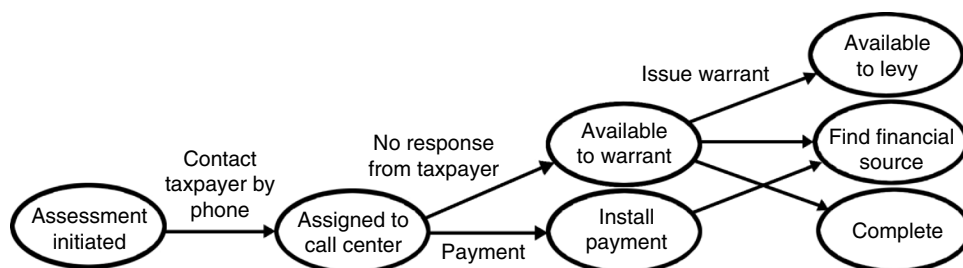 Assessment
initiated
Contact
taxpayer by
phone
Assigned to
call center
No response
from taxpayer
Payment
Available
to warrant
Install
payment
Issue warrant
Available
to levy
Find financial
source
Complete